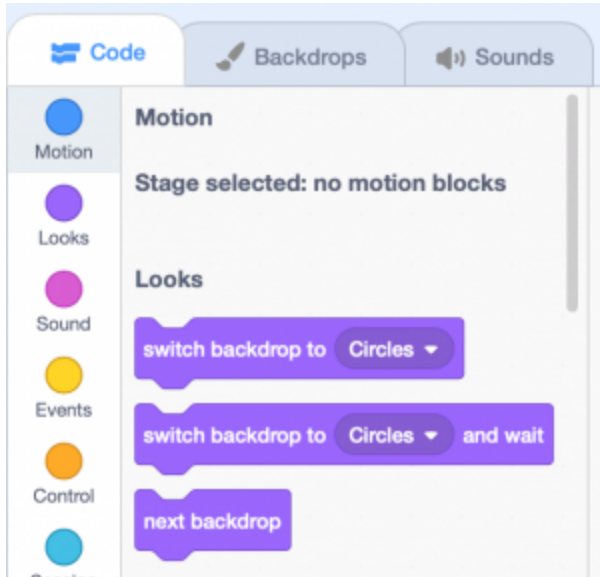 Code
Backdrops
Sounds
Motion
Looks
Sound
Events
Control
Motion
Stage selected: no motion blocks
Looks
switch backdrop to Circles
switch backdrop to Circles and wait
next backdrop